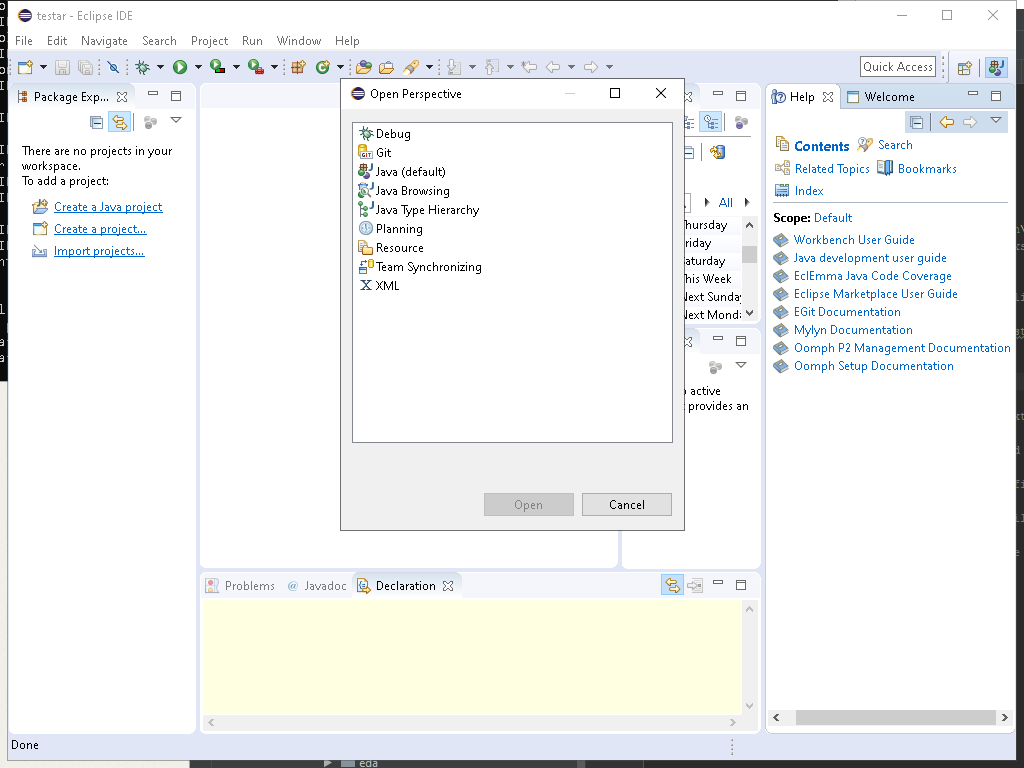 testar - Eclipse IDE
File Edit Navigate Search Project Run Window Help
Quick Access
Package Exp...
There are no projects in your
workspace.
To add a project:
Create a Java project
Create a project...
Import projects...
Open Perspective
Debug
Git
Java (default)
Java Browsing
Java Type Hierarchy
Planning
Resource
Team Synchronizing
XML
Open Cancel
All
hursday
riday
aturday
his Week
Next Sunda
Next Mond
active
provides an
Help Welcome
Contents Search
Related Topics Bookmarks
Index
Scope: Default
Workbench User Guide
Java development user guide
EclEmma Java Code Coverage
Eclipse Marketplace User Guide
EGit Documentation
Mylyn Documentation
Oomph P2 Management Documentation
Oomph Setup Documentation
Problems @ Javadoc Declaration
Done
eda